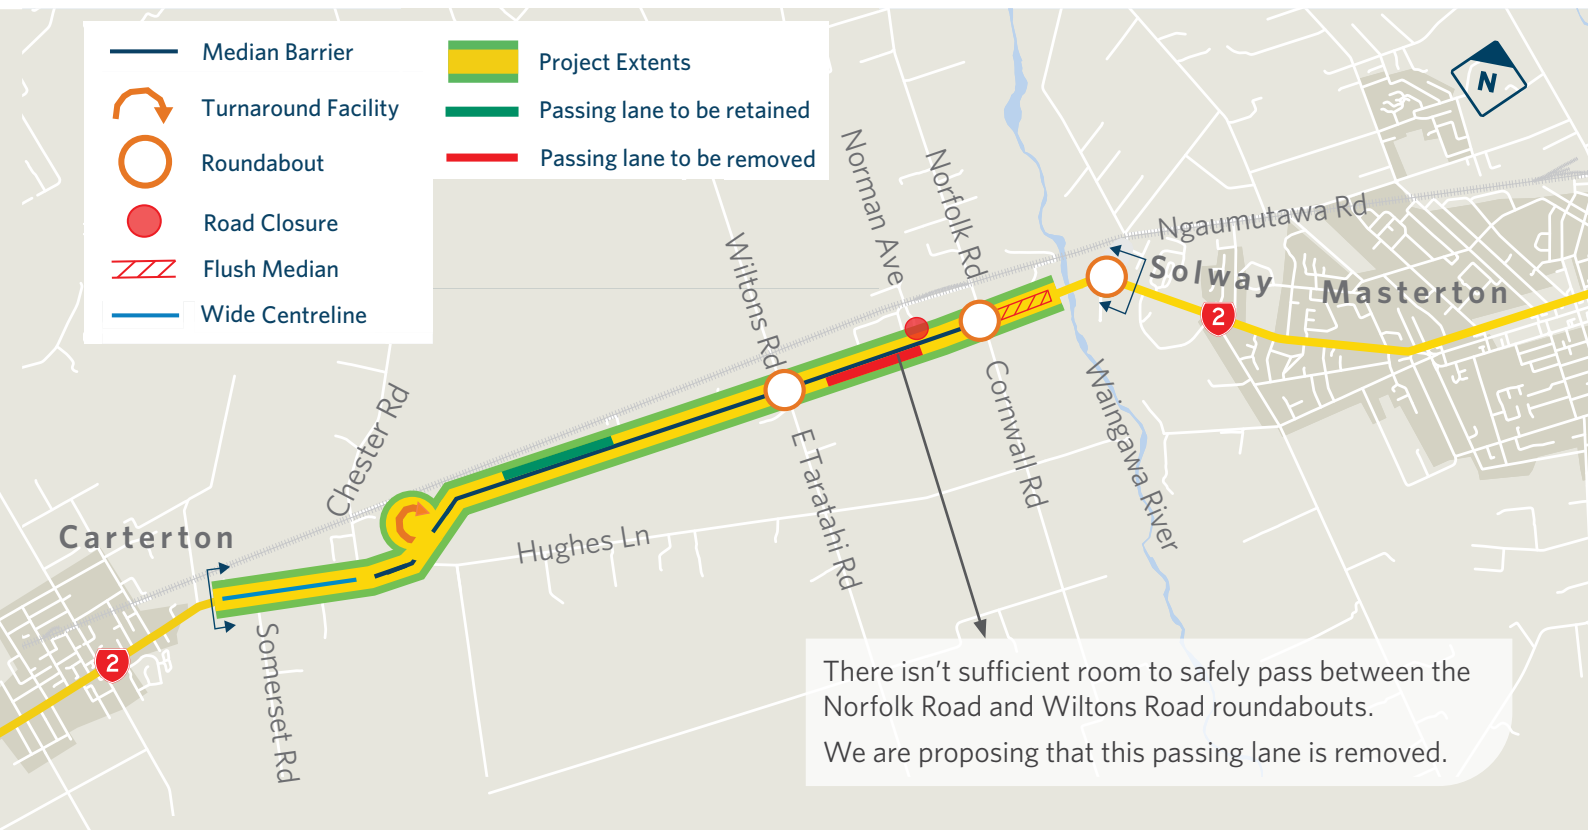 Median Barrier
Turnaround Facility
Roundabout
Road Closure
Flush Median
Wide Centreline
Project Extents
Passing lane to be retained
Passing lane to be removed
N
Norman Ave
Norfolk Rd
Wiltons Rd
Ngaumutawa Rd
Solway
Masterton
2
Chester Rd
Cornwall Rd
Waingawa River
E Taratahi Rd
Hughes Ln
Carterton
2
Somerset Rd
There isn’t sufficient room to safely pass between the
Norfolk Road and Wiltons Road roundabouts.
We are proposing that this passing lane is removed.